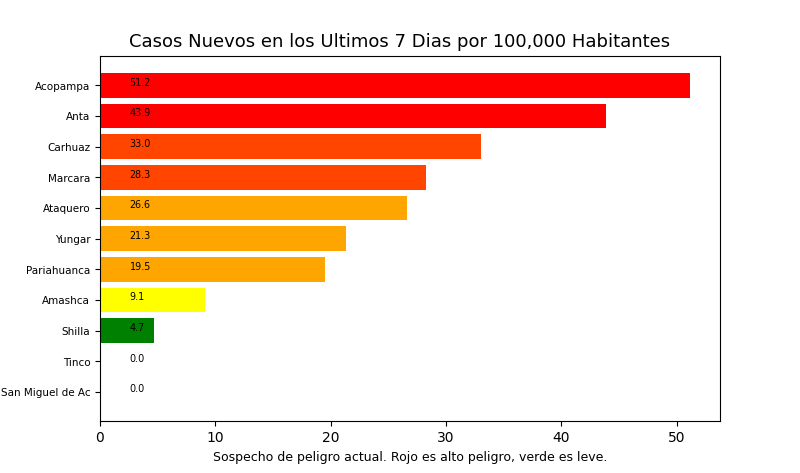 Casos Nuevos en los Ultimos 7 Dias por 100,000 Habitantes
Acopampa 51.2
Anta 43.9
Carhuaz 33.0
Marcara 28.3
Ataquero 26.6
Yungar 21.3
Pariahuanca 19.5
Amashca 9.1
Shilla 4.7
Tinco 0.0
San Miguel de Ac 0.0
0 10 20 30 40 50
Sospecho de peligro actual. Rojo es alto peligro, verde es leve.